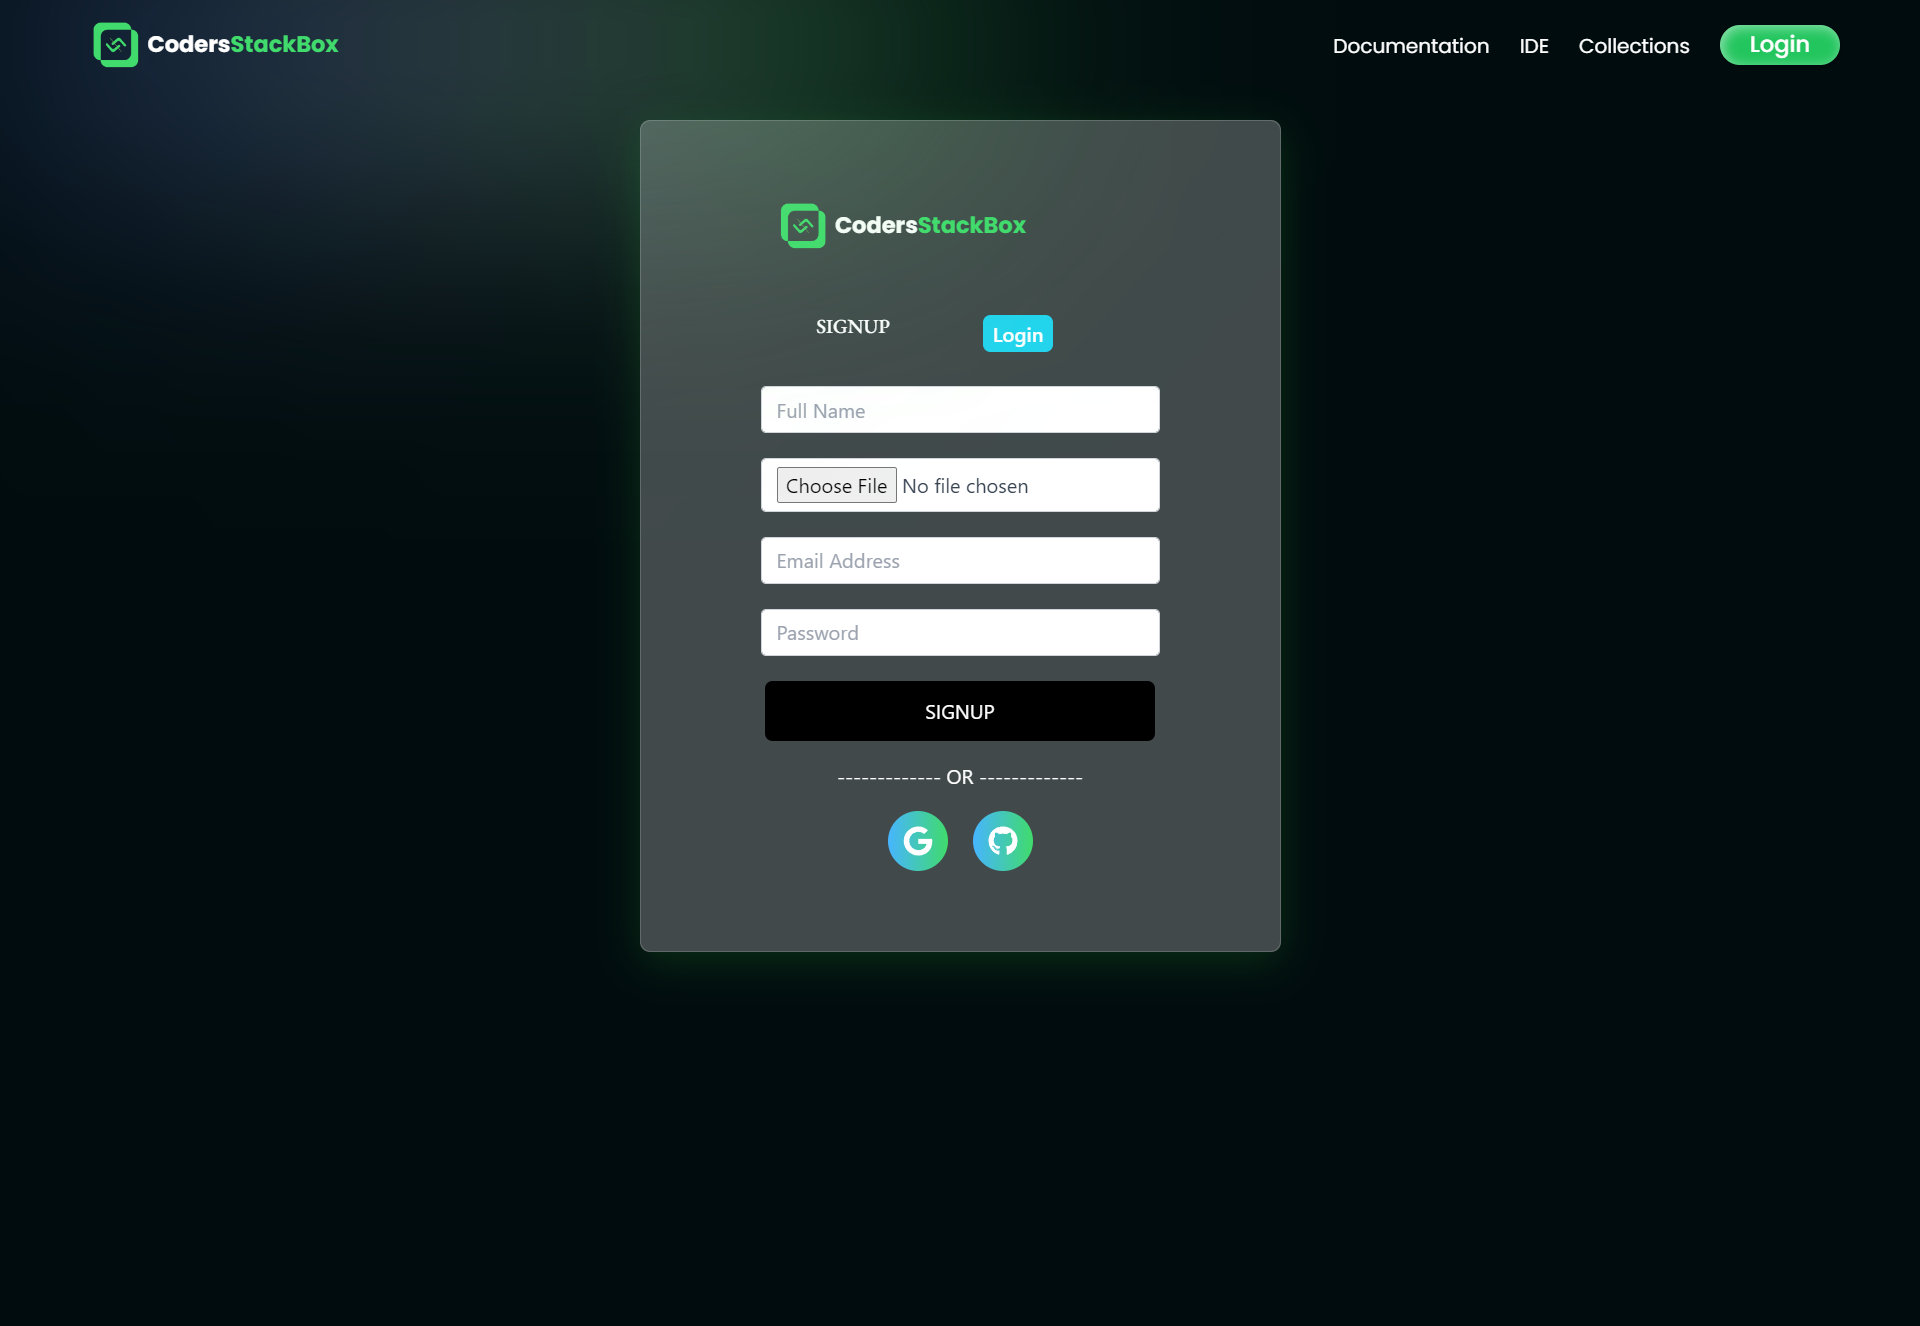 CodersStackBox
Documentation IDE Collections Login
CodersStackBox
SIGNUP Login
Full Name
Choose File No file chosen
Email Address
Password
SIGNUP
------------- OR -------------